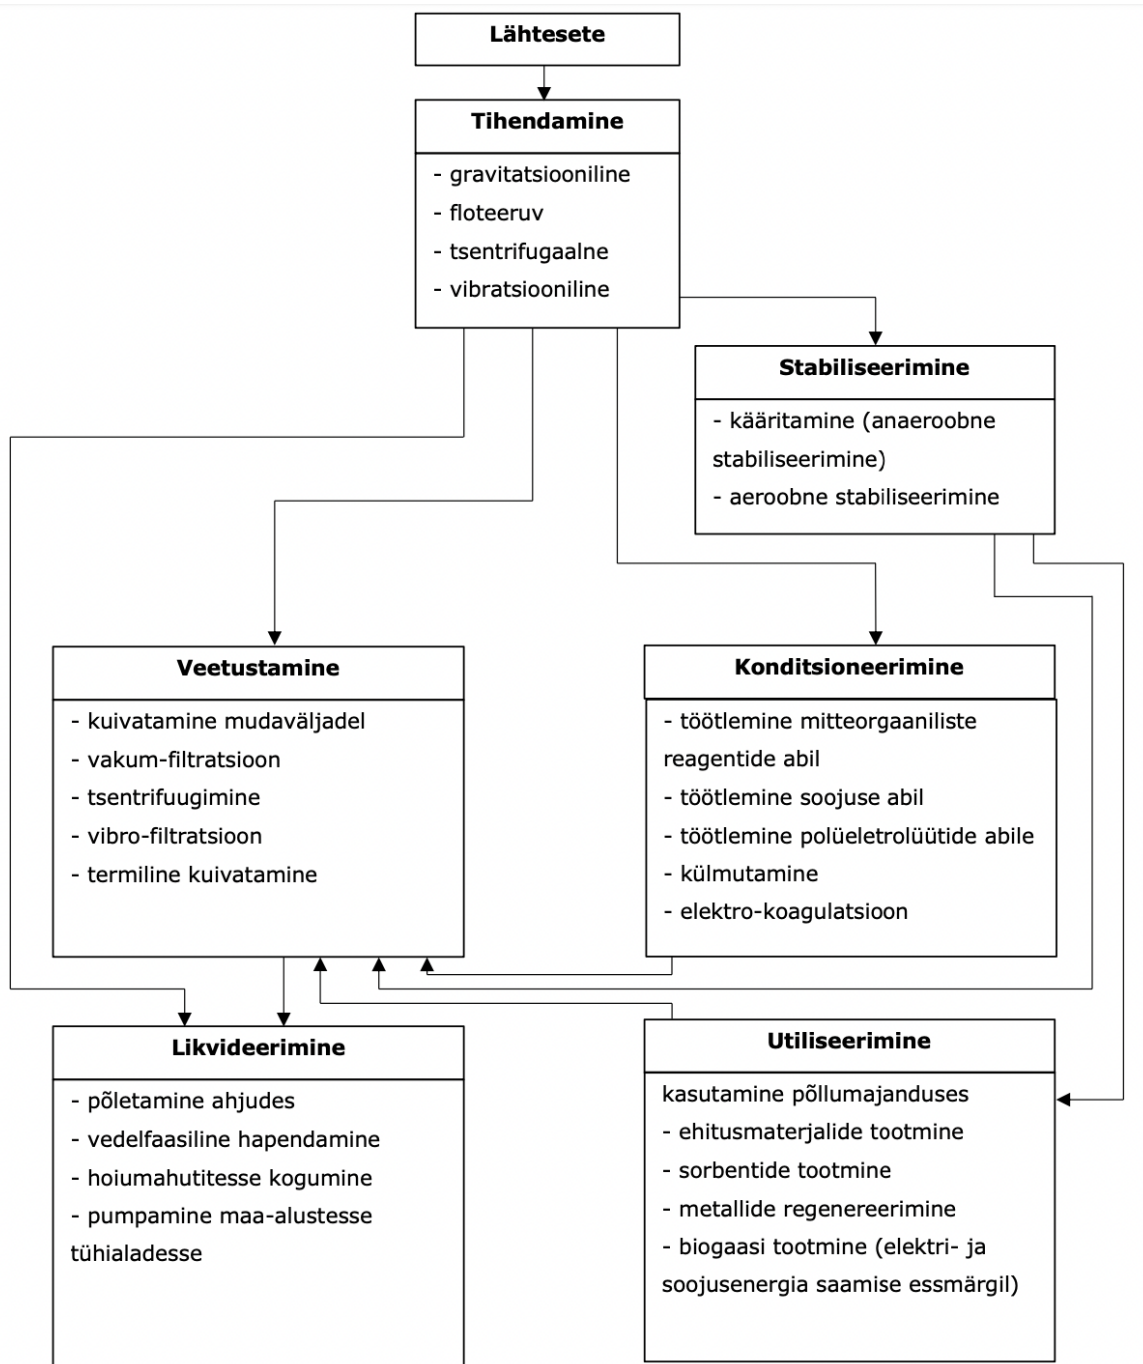 Lähtesete
Tihendamine
- gravitatsiooniline
- floteeruv
- tsentrifugaalne
- vibratsiooniline
Stabiliseerimine
- kääritamine (anaeroobne
stabiliseerimine)
- aeroobne stabiliseerimine
Veetustamine
- kuivatamine mudaväljadel
- vakum-filtratsioon
- tsentrifuugimine
- vibro-filtratsioon
- termiline kuivatamine
Konditsioneerimine
- töötlemine mitteorgaaniliste
reagentide abil
- töötlemine soojuse abil
- töötlemine polüeletrolüütide abile
- külmutamine
- elektro-koagulatsioon
Likvideerimine
- põletamine ahjudes
- vedelfaasiline hapendamine
- hoiumahutitesse kogumine
- pumpamine maa-alustesse
tühialadesse
Utiliseerimine
kasutamine põllumajanduses
- ehitusmaterjalide tootmine
- sorbentide tootmine
- metallide regenereerimine
- biogaasi tootmine (elektri- ja
soojusenergia saamise essmärgil)